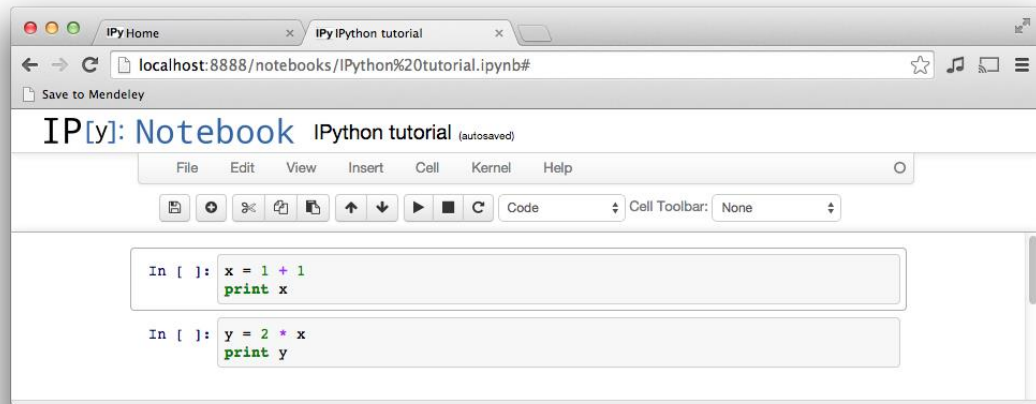 IPy Home IPy IPython tutorial
localhost:8888/notebooks/IPython%20tutorial.ipynb#
Save to Mendeley
IP[y]: Notebook IPython tutorial (autosaved)
File Edit View Insert Cell Kernel Help
Code Cell Toolbar: None
In [ ]: x = 1 + 1
print x
In [ ]: y = 2 * x
print y